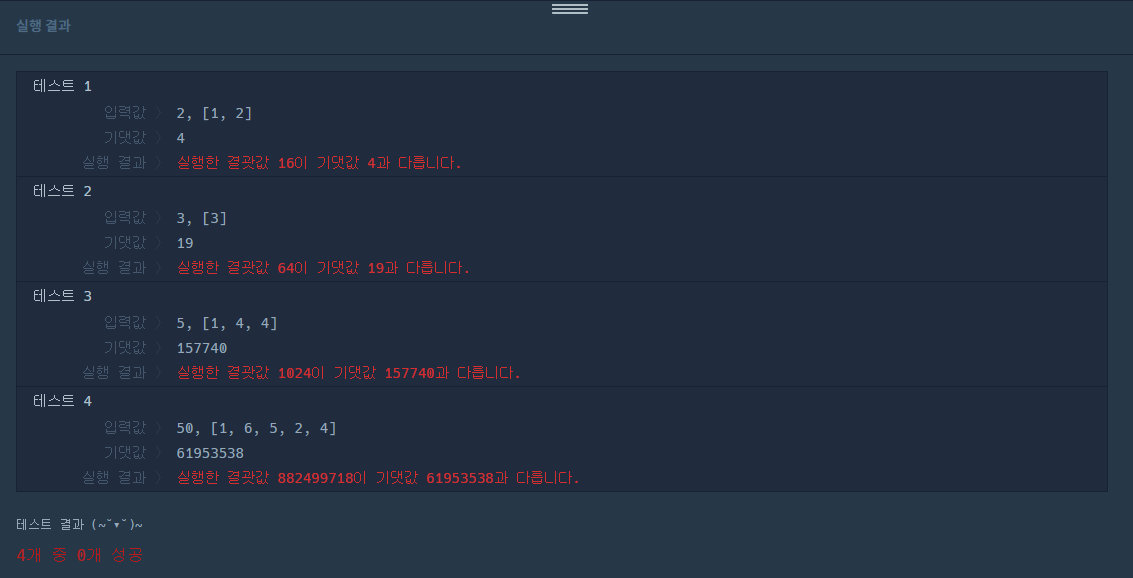 실행 결과
테스트 1
입력값 〉 2, [1, 2]
기댓값 〉 4
실행 결과 〉 실행한 결괏값 16이 기댓값 4과 다릅니다.
테스트 2
입력값 〉 3, [3]
기댓값 〉 19
실행 결과 〉 실행한 결괏값 64이 기댓값 19과 다릅니다.
테스트 3
입력값 〉 5, [1, 4, 4]
기댓값 〉 157740
실행 결과 〉 실행한 결괏값 1024이 기댓값 157740과 다릅니다.
테스트 4
입력값 〉 50, [1, 6, 5, 2, 4]
기댓값 〉 61953538
실행 결과 〉 실행한 결괏값 882499718이 기댓값 61953538과 다릅니다.
테스트 결과 (~˘▾˘)~
4개 중 0개 성공